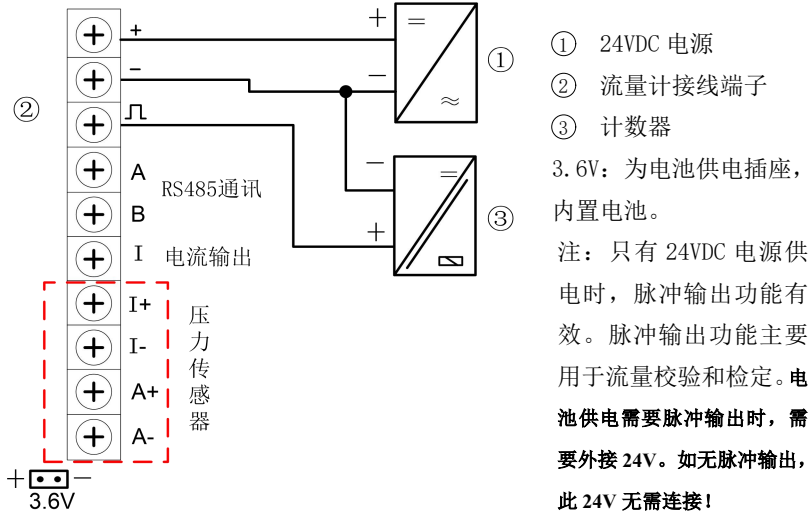 +
−
⎍
A
B
RS485通讯
I 电流输出
I+
I-
A+
A-
压力传感器
+ −
3.6V
②
+ =
− ≈
①
− =
+
③
① 24VDC 电源
② 流量计接线端子
③ 计数器
3.6V：为电池供电插座，
内置电池。
注：只有 24VDC 电源供
电时，脉冲输出功能有
效。脉冲输出功能主要
用于流量校验和检定。电
池供电需要脉冲输出时，需
要外接 24V。如无脉冲输出，
此 24V 无需连接！